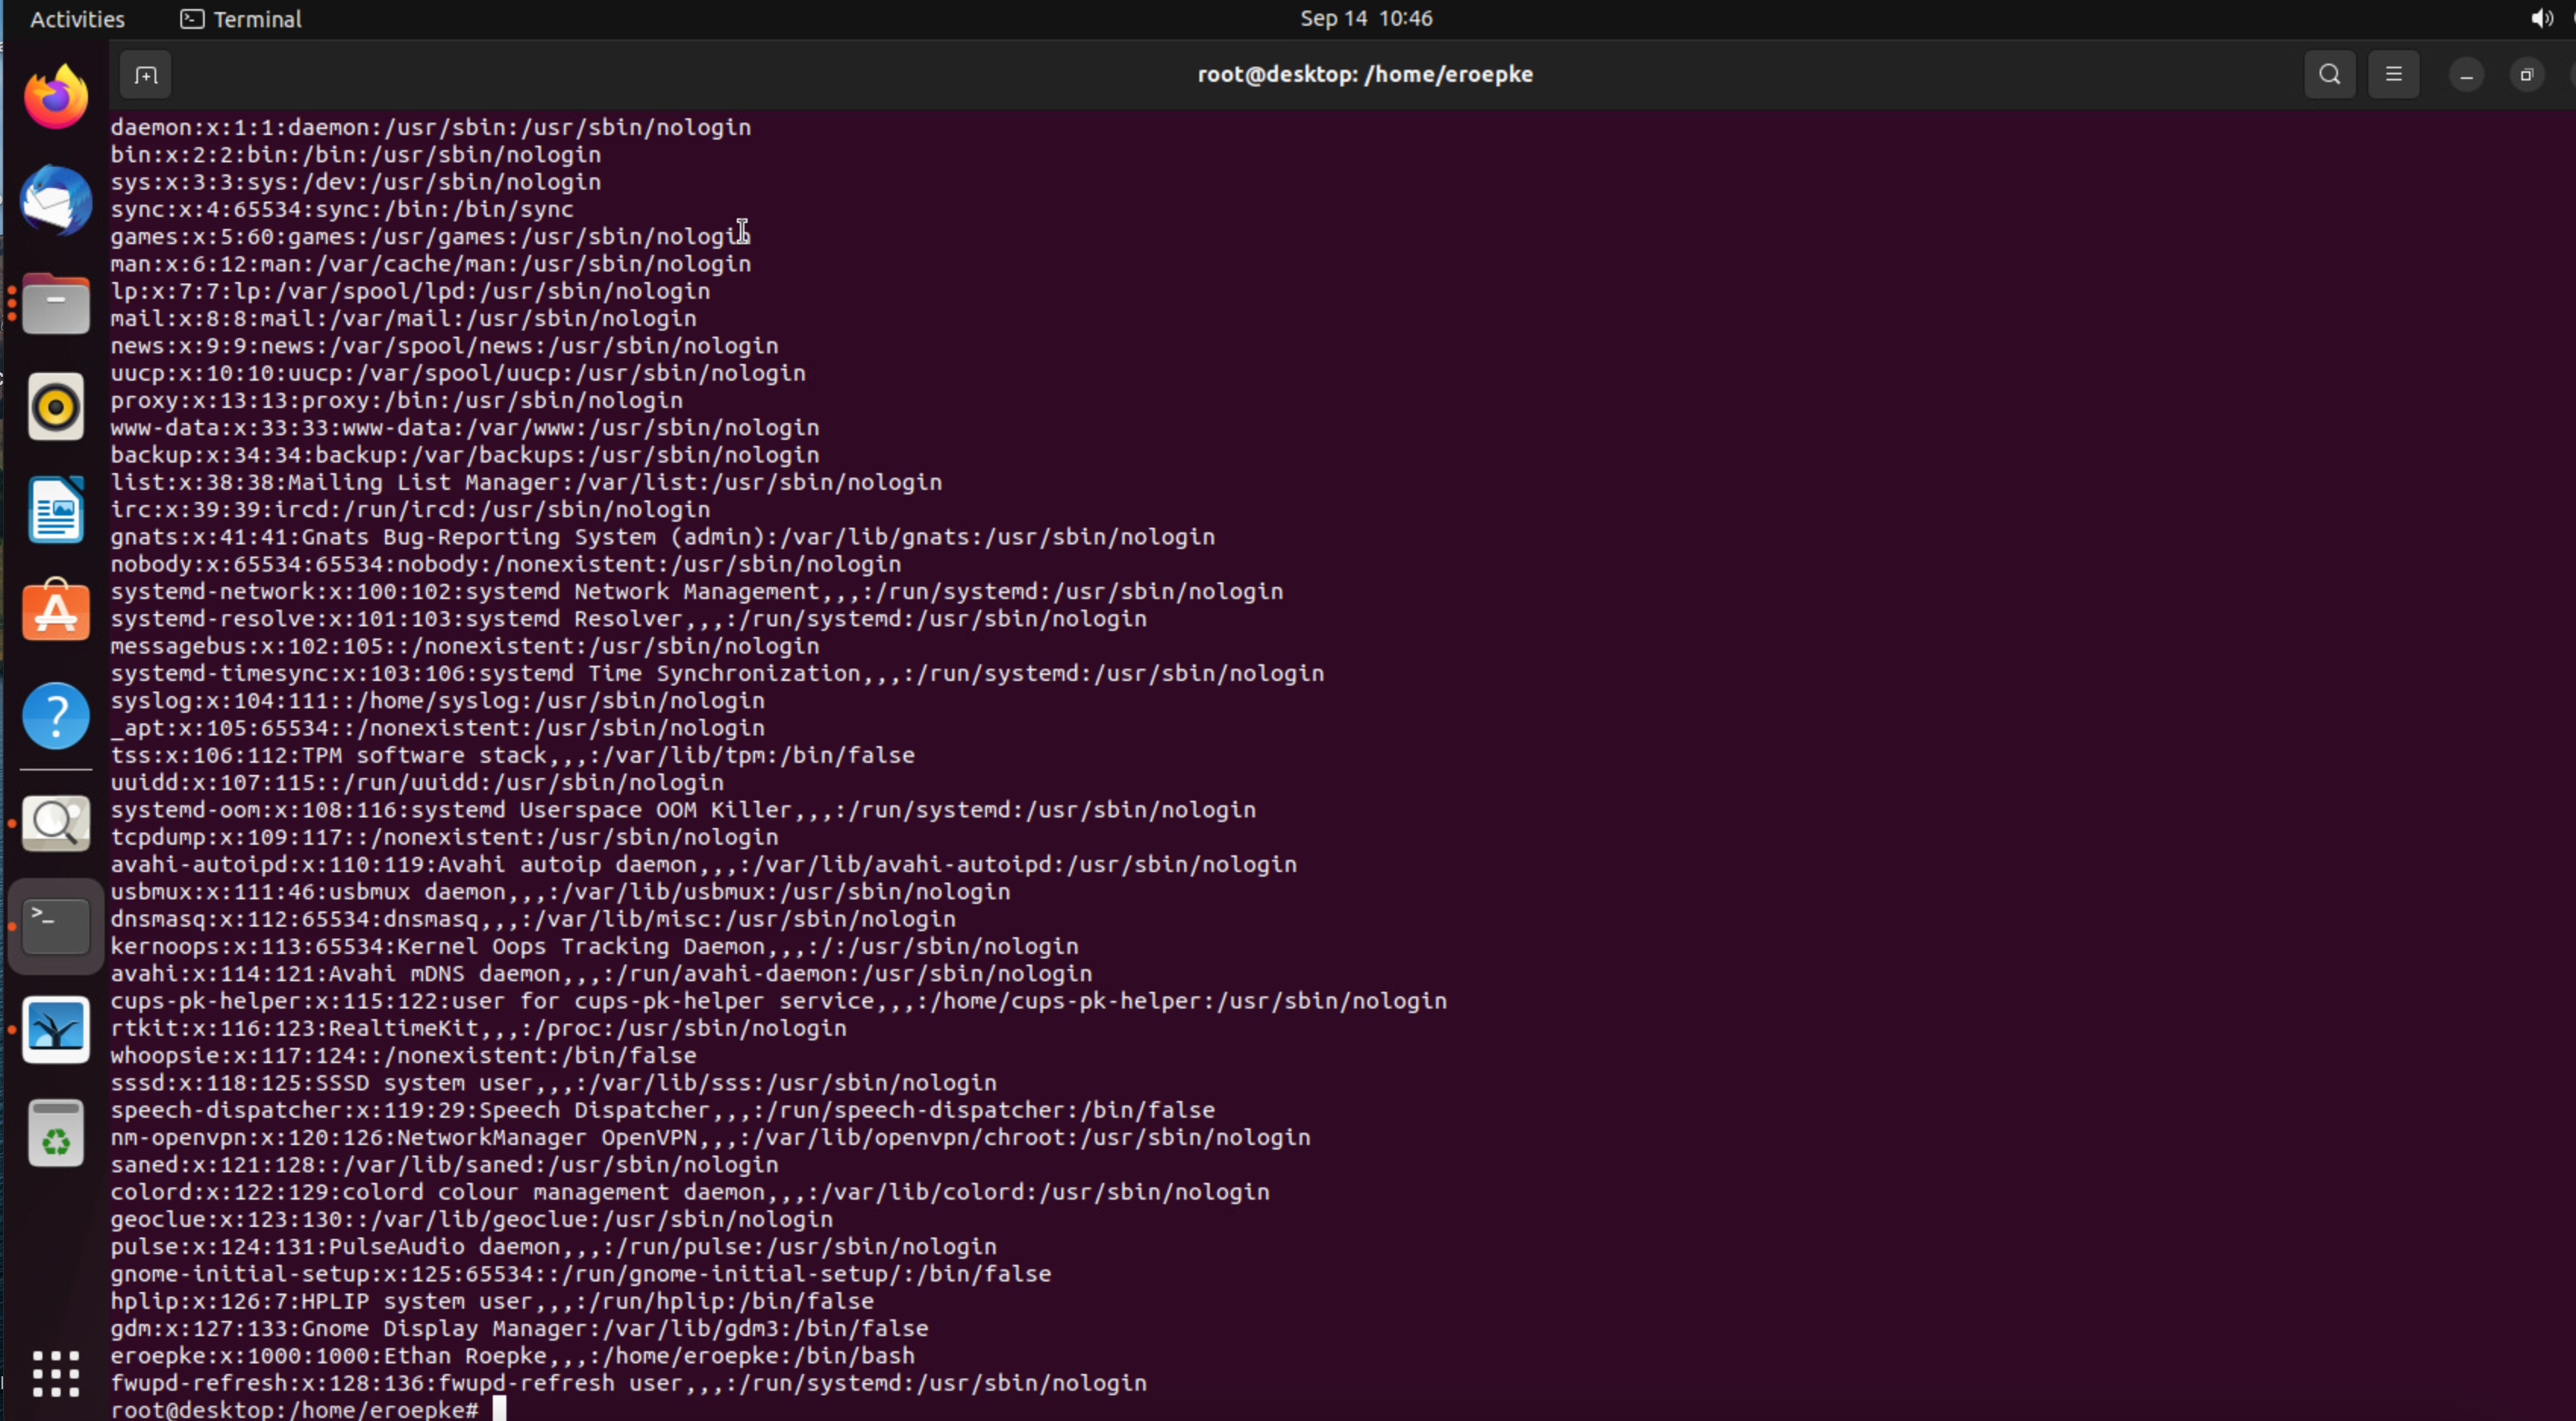 Activities Terminal Sep 14 10:46
root@desktop: /home/eroepke
daemon:x:1:1:daemon:/usr/sbin:/usr/sbin/nologin
bin:x:2:2:bin:/bin:/usr/sbin/nologin
sys:x:3:3:sys:/dev:/usr/sbin/nologin
sync:x:4:65534:sync:/bin:/bin/sync
games:x:5:60:games:/usr/games:/usr/sbin/nologin
man:x:6:12:man:/var/cache/man:/usr/sbin/nologin
lp:x:7:7:lp:/var/spool/lpd:/usr/sbin/nologin
mail:x:8:8:mail:/var/mail:/usr/sbin/nologin
news:x:9:9:news:/var/spool/news:/usr/sbin/nologin
uucp:x:10:10:uucp:/var/spool/uucp:/usr/sbin/nologin
proxy:x:13:13:proxy:/bin:/usr/sbin/nologin
www-data:x:33:33:www-data:/var/www:/usr/sbin/nologin
backup:x:34:34:backup:/var/backups:/usr/sbin/nologin
list:x:38:38:Mailing List Manager:/var/list:/usr/sbin/nologin
irc:x:39:39:ircd:/run/ircd:/usr/sbin/nologin
gnats:x:41:41:Gnats Bug-Reporting System (admin):/var/lib/gnats:/usr/sbin/nologin
nobody:x:65534:65534:nobody:/nonexistent:/usr/sbin/nologin
systemd-network:x:100:102:systemd Network Management,,,:/run/systemd:/usr/sbin/nologin
systemd-resolve:x:101:103:systemd Resolver,,,:/run/systemd:/usr/sbin/nologin
messagebus:x:102:105::/nonexistent:/usr/sbin/nologin
systemd-timesync:x:103:106:systemd Time Synchronization,,,:/run/systemd:/usr/sbin/nologin
syslog:x:104:111::/home/syslog:/usr/sbin/nologin
_apt:x:105:65534::/nonexistent:/usr/sbin/nologin
tss:x:106:112:TPM software stack,,,:/var/lib/tpm:/bin/false
uuidd:x:107:115::/run/uuidd:/usr/sbin/nologin
systemd-oom:x:108:116:systemd Userspace OOM Killer,,,:/run/systemd:/usr/sbin/nologin
tcpdump:x:109:117::/nonexistent:/usr/sbin/nologin
avahi-autoipd:x:110:119:Avahi autoip daemon,,,:/var/lib/avahi-autoipd:/usr/sbin/nologin
usbmux:x:111:46:usbmux daemon,,,:/var/lib/usbmux:/usr/sbin/nologin
dnsmasq:x:112:65534:dnsmasq,,,:/var/lib/misc:/usr/sbin/nologin
kernoops:x:113:65534:Kernel Oops Tracking Daemon,,,:/:/usr/sbin/nologin
avahi:x:114:121:Avahi mDNS daemon,,,:/run/avahi-daemon:/usr/sbin/nologin
cups-pk-helper:x:115:122:user for cups-pk-helper service,,,:/home/cups-pk-helper:/usr/sbin/nologin
rtkit:x:116:123:RealtimeKit,,,:/proc:/usr/sbin/nologin
whoopsie:x:117:124::/nonexistent:/bin/false
sssd:x:118:125:SSSD system user,,,:/var/lib/sss:/usr/sbin/nologin
speech-dispatcher:x:119:29:Speech Dispatcher,,,:/run/speech-dispatcher:/bin/false
nm-openvpn:x:120:126:NetworkManager OpenVPN,,,:/var/lib/openvpn/chroot:/usr/sbin/nologin
saned:x:121:128::/var/lib/saned:/usr/sbin/nologin
colord:x:122:129:colord colour management daemon,,,:/var/lib/colord:/usr/sbin/nologin
geoclue:x:123:130::/var/lib/geoclue:/usr/sbin/nologin
pulse:x:124:131:PulseAudio daemon,,,:/run/pulse:/usr/sbin/nologin
gnome-initial-setup:x:125:65534::/run/gnome-initial-setup/:/bin/false
hplip:x:126:7:HPLIP system user,,,:/run/hplip:/bin/false
gdm:x:127:133:Gnome Display Manager:/var/lib/gdm3:/bin/false
eroepke:x:1000:1000:Ethan Roepke,,,:/home/eroepke:/bin/bash
fwupd-refresh:x:128:136:fwupd-refresh user,,,:/run/systemd:/usr/sbin/nologin
root@desktop:/home/eroepke#